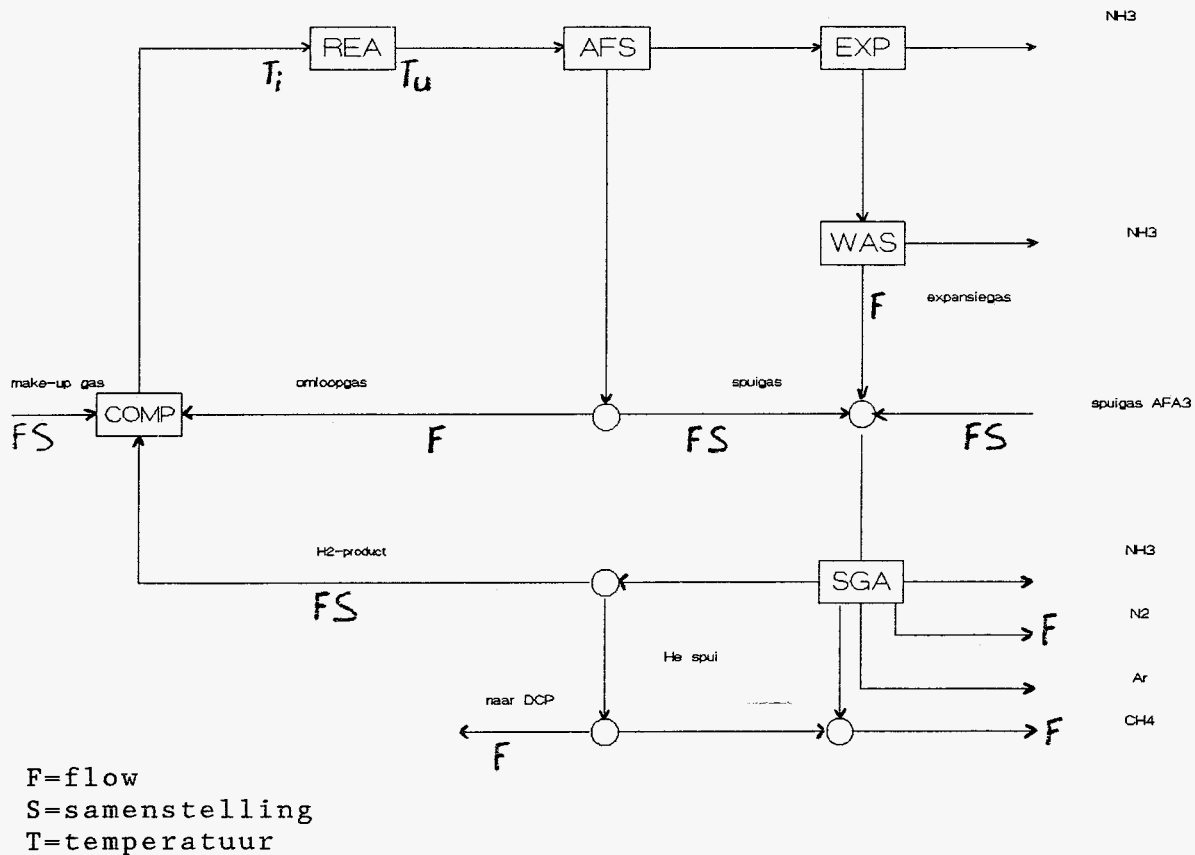 NH3
REA
AFS
EXP
Ti
Tu
WAS
NH3
F
expansiegas
make-up gas
omloopgas
spuigas
COMP
spuigas AFA3
FS
F
FS
FS
H2-product
NH3
SGA
FS
N2
F
He spui
Ar
naar DCP
CH4
F
F
F=flow
S=samenstelling
T=temperatuur